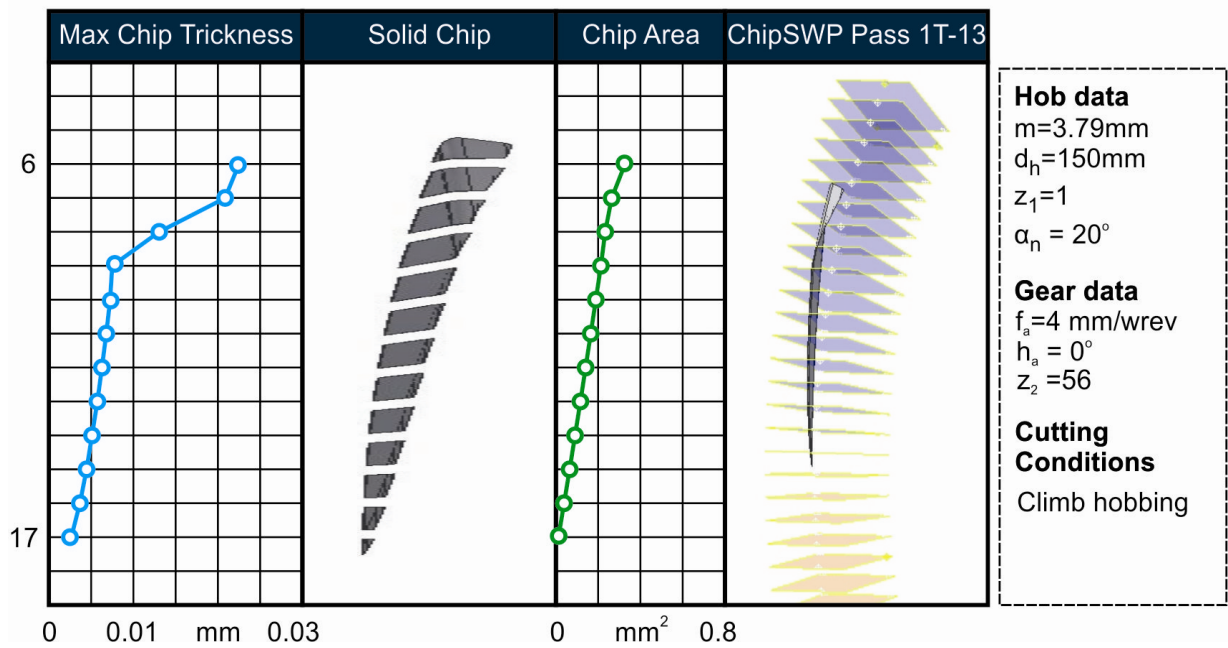 Max Chip Trickness
Solid Chip
Chip Area
ChipSWP Pass 1T-13
6
17
0 0.01 mm 0.03
0 mm² 0.8
Hob data
m=3.79mm
dₕ=150mm
z₁=1
αₙ = 20°
Gear data
fₐ=4 mm/wrev
hₐ = 0°
z₂ =56
Cutting
Conditions
Climb hobbing